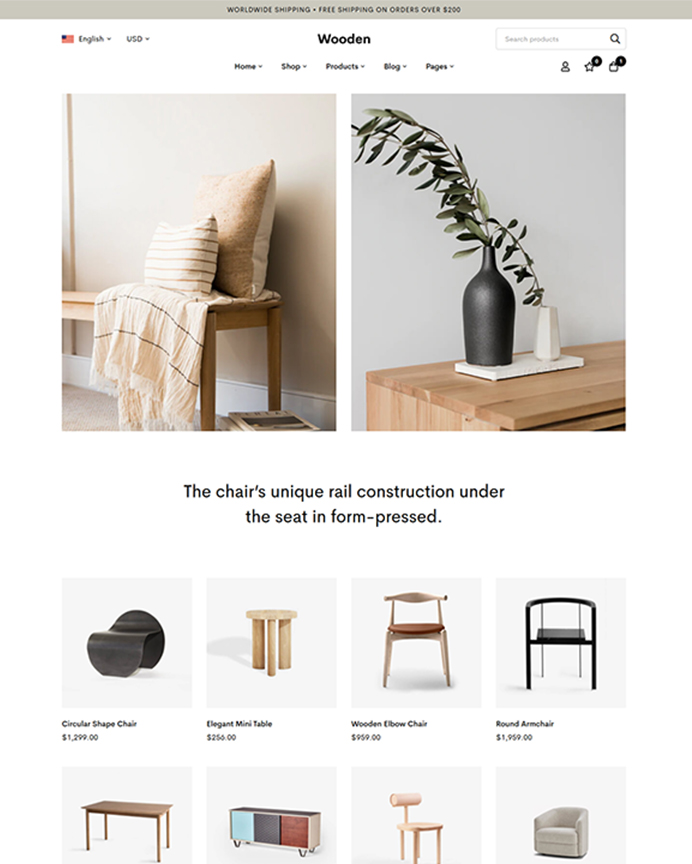 WORLDWIDE SHIPPING • FREE SHIPPING ON ORDERS OVER $200
English USD
Wooden
Search products
Home Shop Products Blog Pages
0 1
The chair's unique rail construction under
the seat in form-pressed.
Circular Shape Chair
$1,299.00
Elegant Mini Table
$256.00
Wooden Elbow Chair
$959.00
Round Armchair
$1,959.00